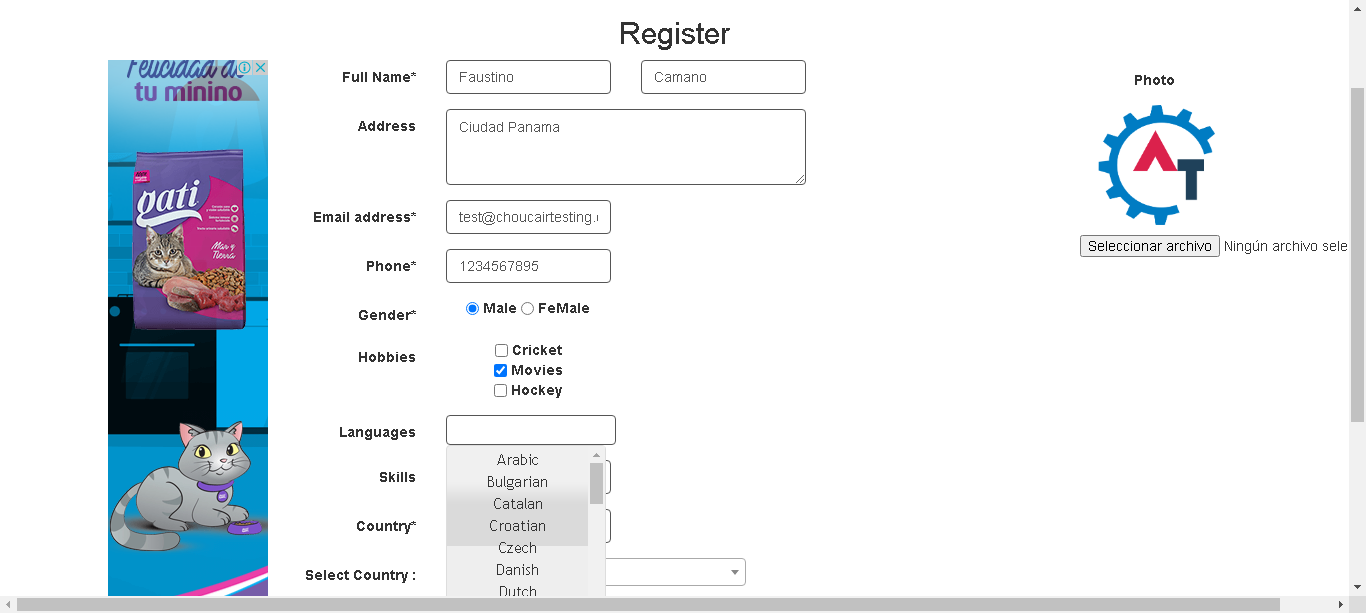 Register
Felicidad de
tu minino
gati
Mar y
Tierra
Full Name*
Faustino
Camano
Address
Ciudad Panama
Email address*
test@choucairtesting.
Phone*
1234567895
Gender*
Male
FeMale
Hobbies
Cricket
Movies
Hockey
Languages
Arabic
Bulgarian
Catalan
Croatian
Czech
Danish
Dutch
Skills
Country*
Select Country :
Photo
AT
Seleccionar archivo
Ningún archivo sele